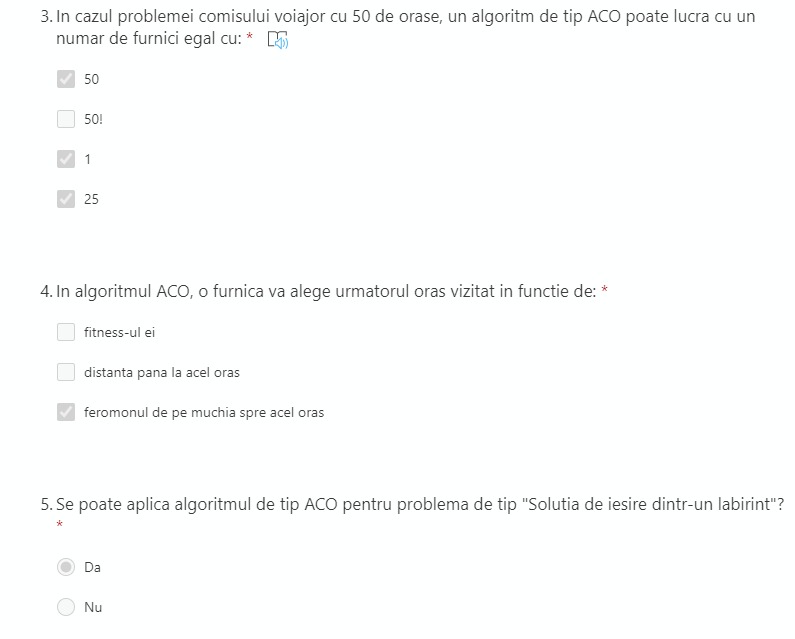 3. In cazul problemei comisului voiajor cu 50 de orase, un algoritm de tip ACO poate lucra cu un
numar de furnici egal cu: *
50
50!
1
25
4. In algoritmul ACO, o furnica va alege urmatorul oras vizitat in functie de: *
fitness-ul ei
distanta pana la acel oras
feromonul de pe muchia spre acel oras
5. Se poate aplica algoritmul de tip ACO pentru problema de tip "Solutia de iesire dintr-un labirint"?
*
Da
Nu